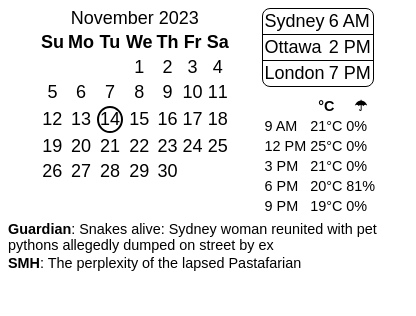 November 2023
Su Mo Tu We Th Fr Sa
1 2 3 4
5 6 7 8 9 10 11
12 13 14 15 16 17 18
19 20 21 22 23 24 25
26 27 28 29 30
Sydney 6 AM
Ottawa 2 PM
London 7 PM
°C ☂
9 AM 21°C 0%
12 PM 25°C 0%
3 PM 21°C 0%
6 PM 20°C 81%
9 PM 19°C 0%
Guardian: Snakes alive: Sydney woman reunited with pet
pythons allegedly dumped on street by ex
SMH: The perplexity of the lapsed Pastafarian